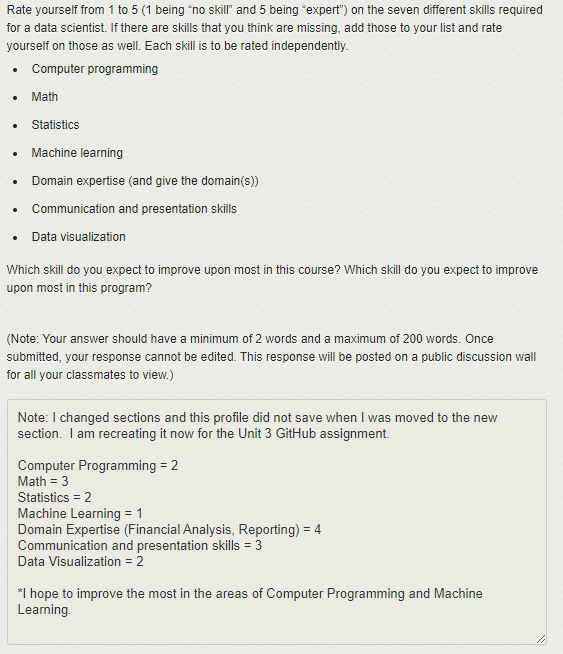 Rate yourself from 1 to 5 (1 being “no skill” and 5 being “expert”) on the seven different skills required
for a data scientist. If there are skills that you think are missing, add those to your list and rate
yourself on those as well. Each skill is to be rated independently.
• Computer programming
• Math
• Statistics
• Machine learning
• Domain expertise (and give the domain(s))
• Communication and presentation skills
• Data visualization
Which skill do you expect to improve upon most in this course? Which skill do you expect to improve
upon most in this program?
(Note: Your answer should have a minimum of 2 words and a maximum of 200 words. Once
submitted, your response cannot be edited. This response will be posted on a public discussion wall
for all your classmates to view.)
Note: I changed sections and this profile did not save when I was moved to the new
section.  I am recreating it now for the Unit 3 GitHub assignment.
Computer Programming = 2
Math = 3
Statistics = 2
Machine Learning = 1
Domain Expertise (Financial Analysis, Reporting) = 4
Communication and presentation skills = 3
Data Visualization = 2
*I hope to improve the most in the areas of Computer Programming and Machine
Learning.